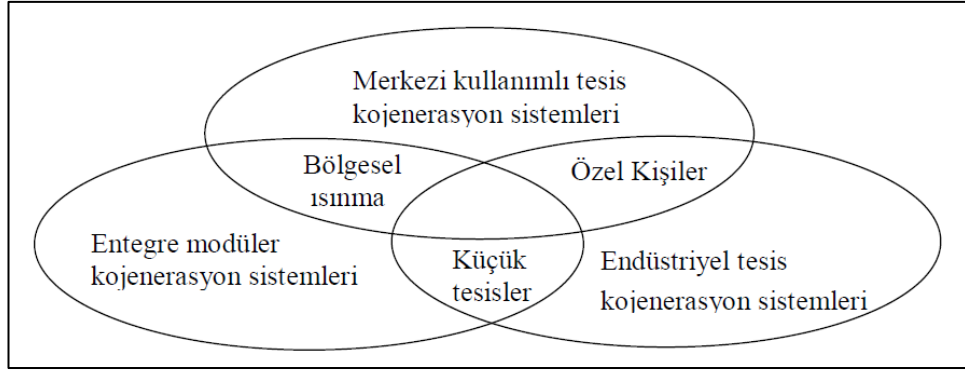 Merkezi kullanımlı tesis
kojenerasyon sistemleri
Bölgesel
ısınma
Özel Kişiler
Entegre modüler
kojenerasyon sistemleri
Küçük
tesisler
Endüstriyel tesis
kojenerasyon sistemleri